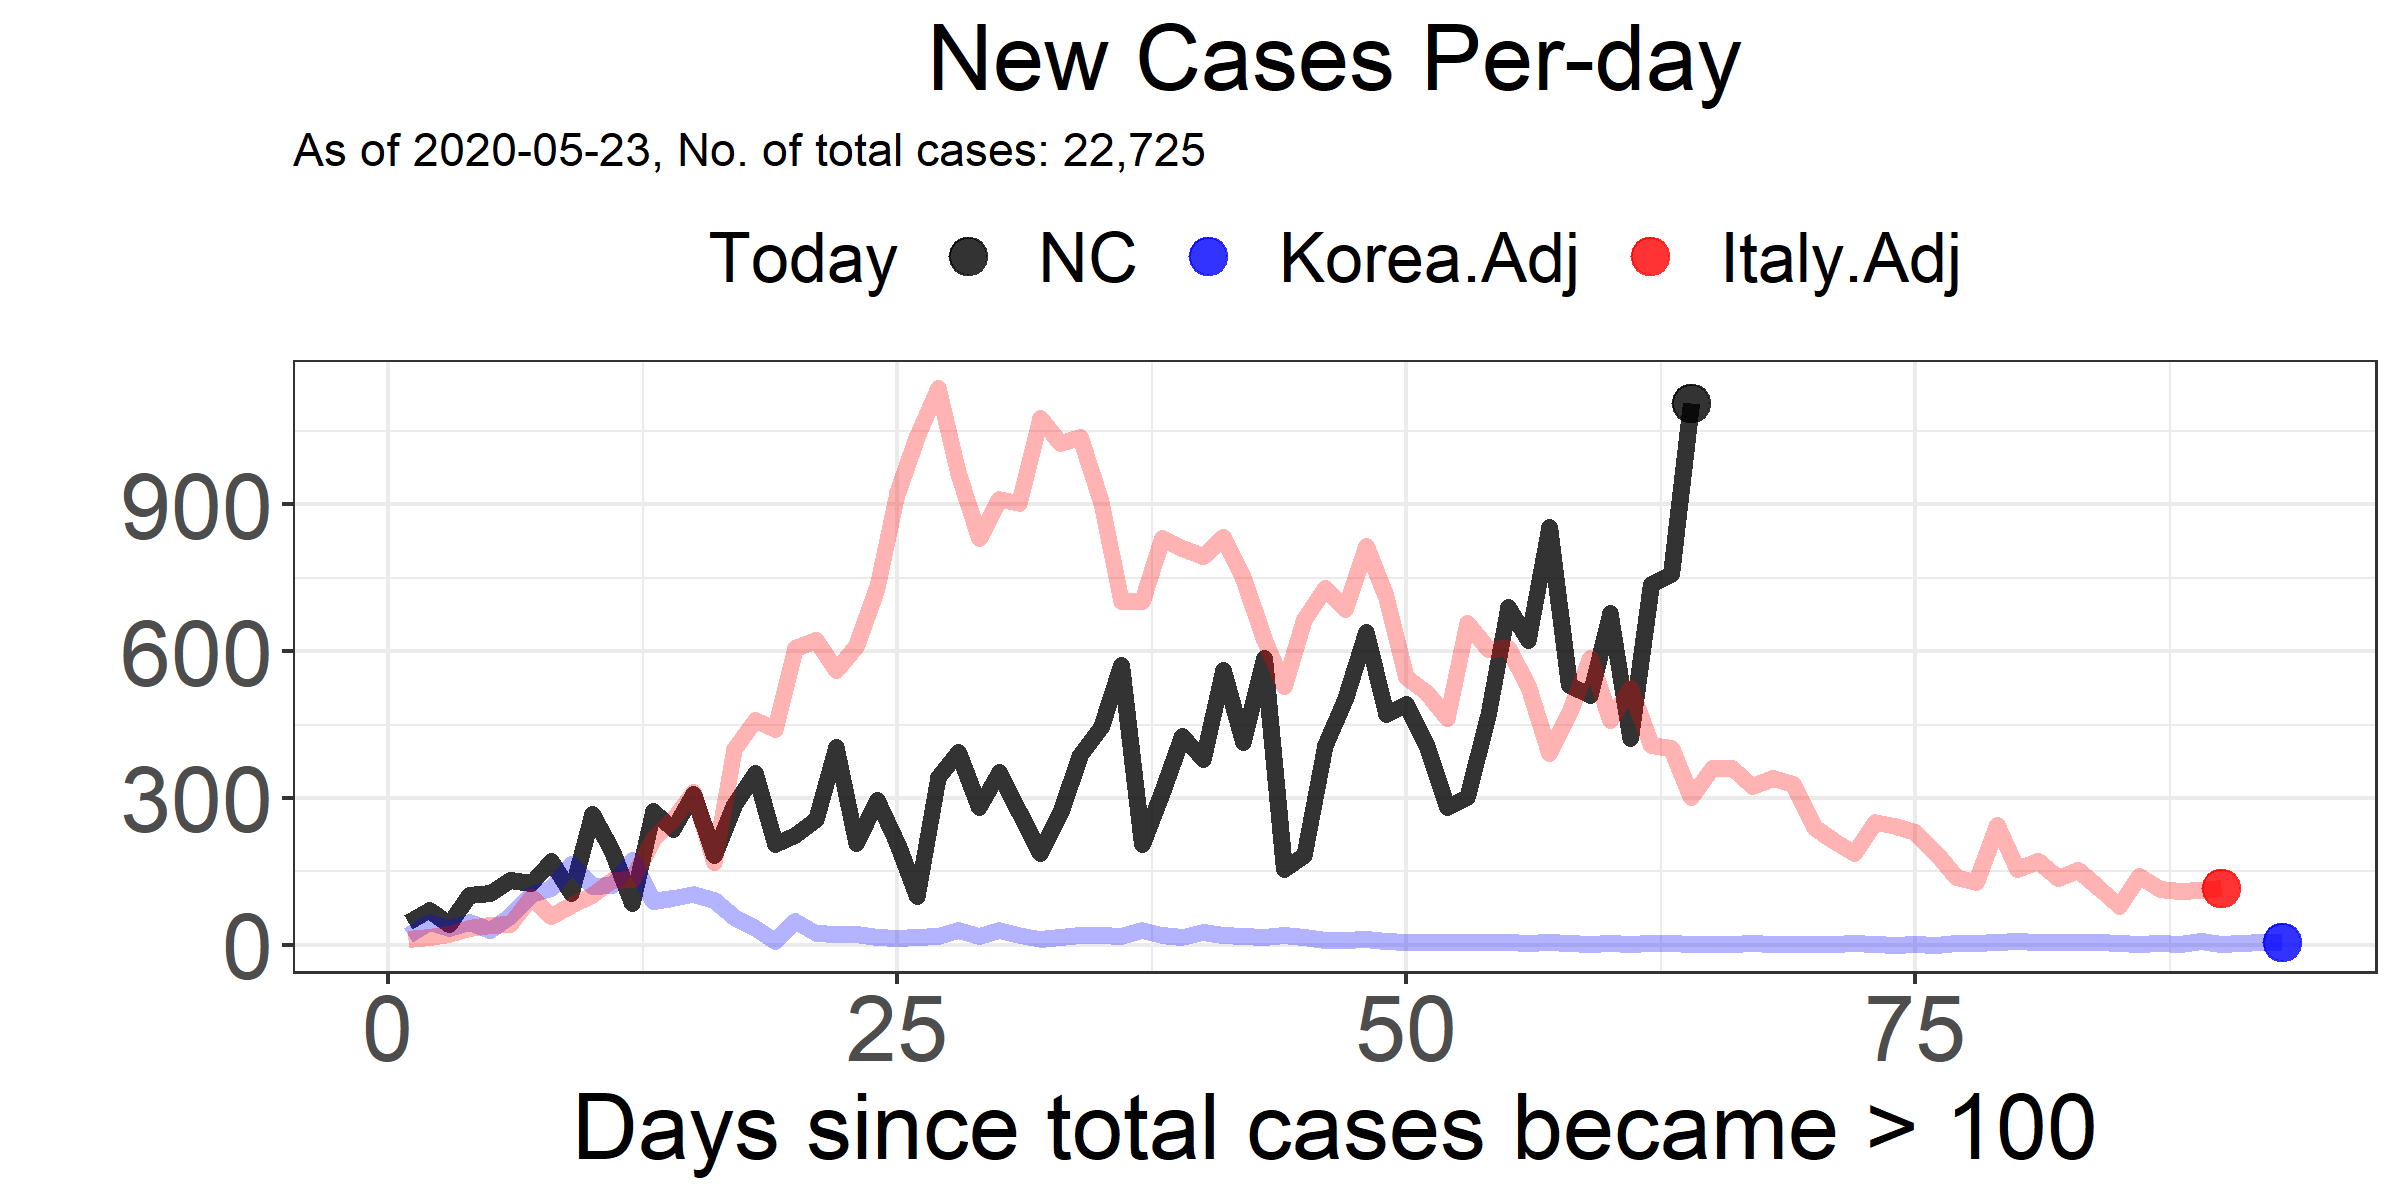 New Cases Per-day
As of 2020-05-23, No. of total cases: 22,725
Today NC Korea.Adj Italy.Adj
900
600
300
0
0 25 50 75
Days since total cases became > 100